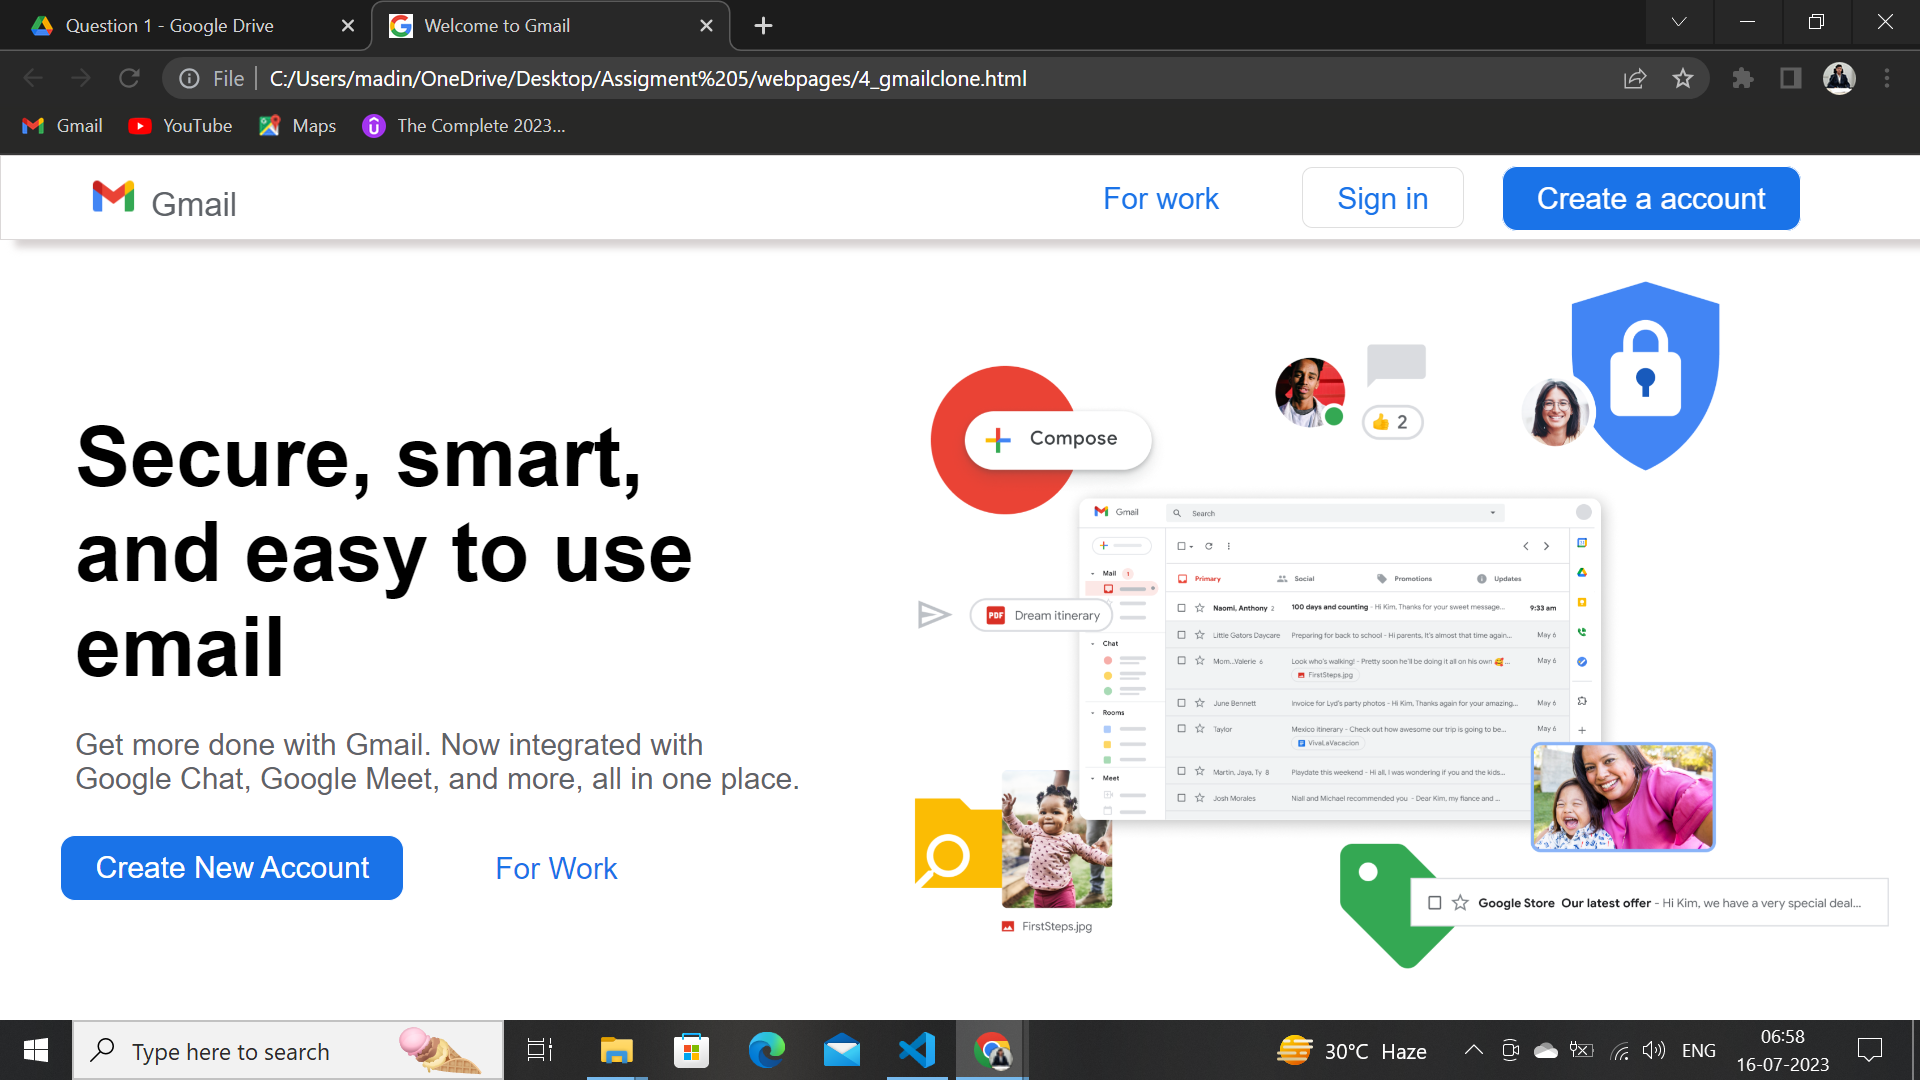 Question 1 - Google Drive
Welcome to Gmail
File
C:/Users/madin/OneDrive/Desktop/Assigment%205/webpages/4_gmailclone.html
Gmail
YouTube
Maps
The Complete 2023...
Gmail
For work
Sign in
Create a account
Secure, smart,
and easy to use
email
Get more done with Gmail. Now integrated with
Google Chat, Google Meet, and more, all in one place.
Create New Account
For Work
Compose
👍 2
Gmail
Search
Mail 1
Primary
Social
Promotions
Updates
Naomi, Anthony 2 100 days and counting - Hi Kim, Thanks for your sweet message... 9:33 am
Little Gators Daycare Preparing for back to school - Hi parents, It's almost that time again... May 6
Mom...Valerie 6 Look who's walking! - Pretty soon he'll be doing it all on his own 🥰... May 6
FirstSteps.jpg
June Bennett Invoice for Lyd's party photos - Hi Kim, Thanks again for your amazing... May 6
Taylor Mexico itinerary - Check out how awesome our trip is going to be... May 6
VivaLaVacacion
Martin, Jaya, Ty 8 Playdate this weekend - Hi all, I was wondering if you and the kids...
Josh Morales Niall and Michael recommended you - Dear Kim, my fiance and ...
Chat
Rooms
Meet
PDF Dream itinerary
FirstSteps.jpg
Google Store Our latest offer - Hi Kim, we have a very special deal...
Type here to search
30°C Haze
ENG
06:58
16-07-2023